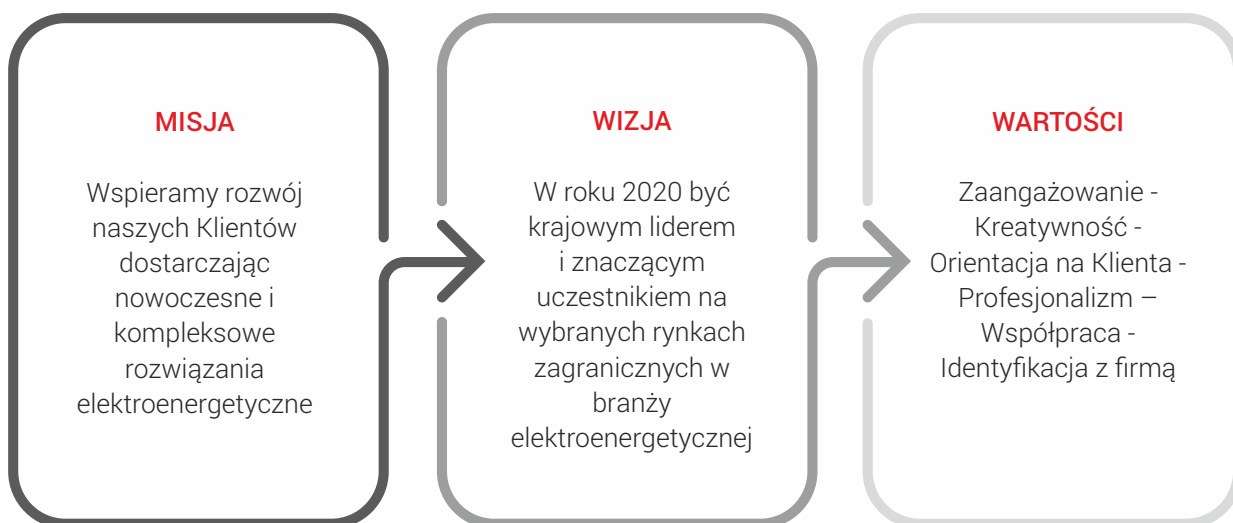 MISJA
Wspieramy rozwój
naszych Klientów
dostarczając
nowoczesne i
kompleksowe
rozwiązania
elektroenergetyczne
WIZJA
W roku 2020 być
krajowym liderem
i znaczącym
uczestnikiem na
wybranych rynkach
zagranicznych w
branży
elektroenergetycznej
WARTOŚCI
Zaangażowanie -
Kreatywność -
Orientacja na Klienta -
Profesjonalizm –
Współpraca -
Identyfikacja z firmą